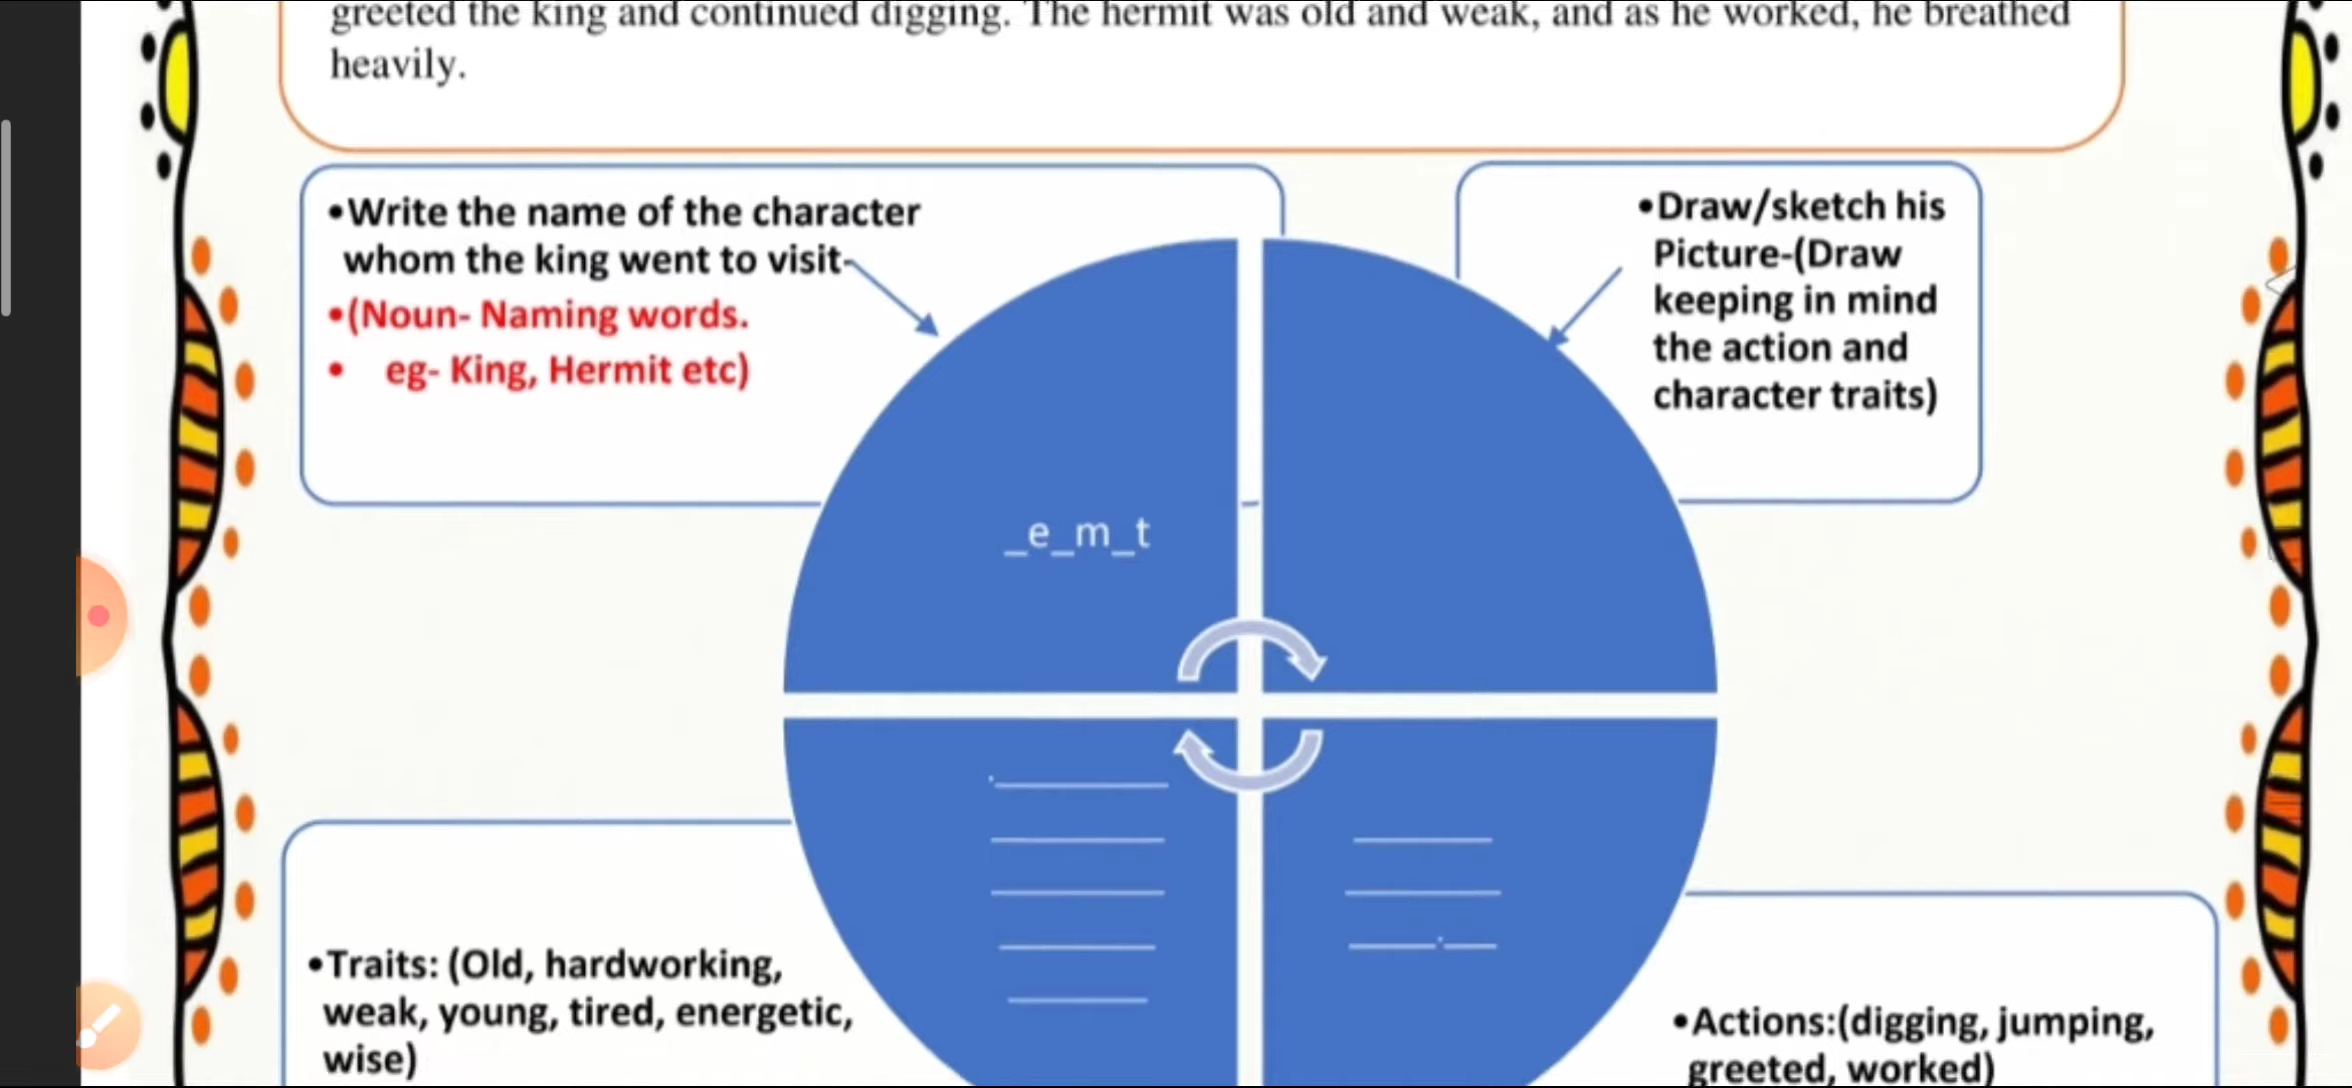 greeted the king and continued digging. The hermit was old and weak, and as he worked, he breathed
heavily.
•Write the name of the character
whom the king went to visit-
•(Noun- Naming words.
• eg- King, Hermit etc)
•Draw/sketch his
Picture-(Draw
keeping in mind
the action and
character traits)
_e_m_t
•Traits: (Old, hardworking,
weak, young, tired, energetic,
wise)
•Actions:(digging, jumping,
greeted, worked)